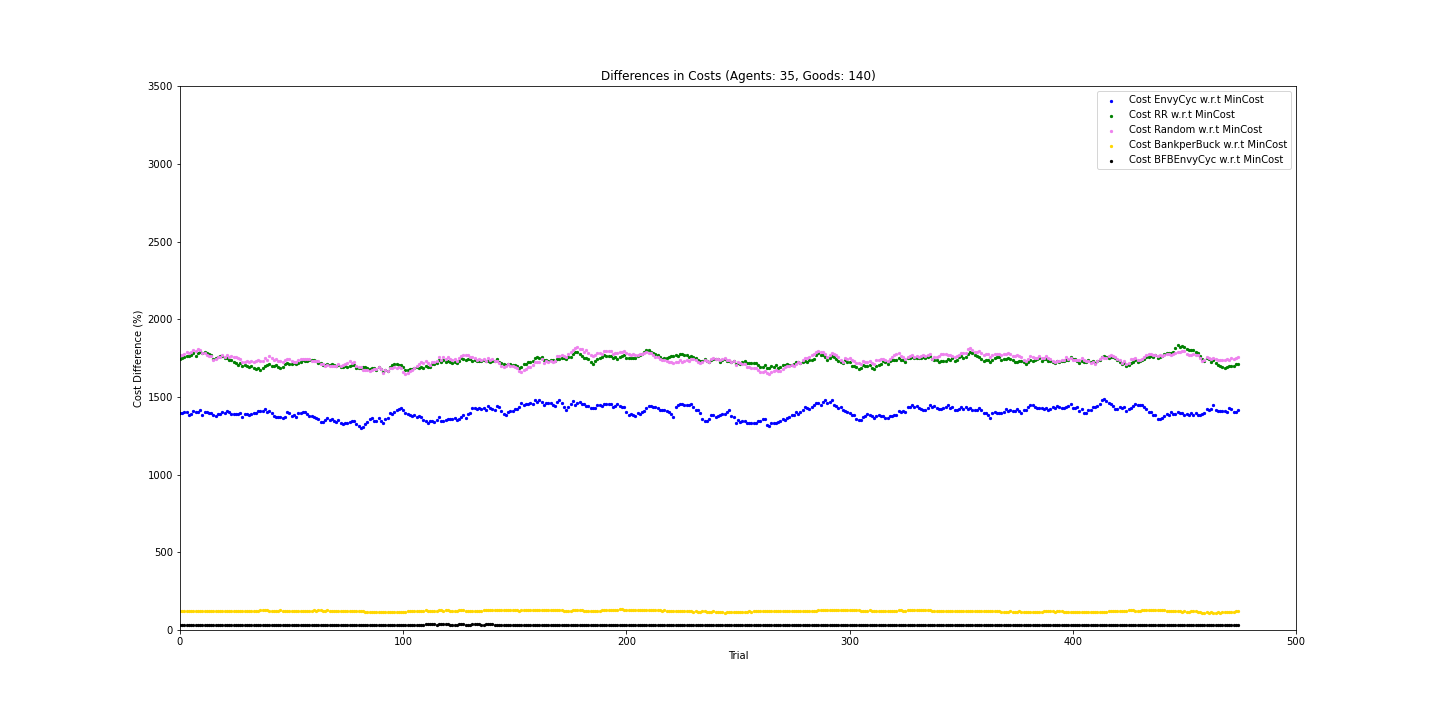 Differences in Costs (Agents: 35, Goods: 140)
Cost EnvyCyc w.r.t MinCost
Cost RR w.r.t MinCost
Cost Random w.r.t MinCost
Cost BankperBuck w.r.t MinCost
Cost BFBEnvyCyc w.r.t MinCost
Cost Difference (%)
3500
3000
2500
2000
1500
1000
500
0
0 100 200 300 400 500
Trial